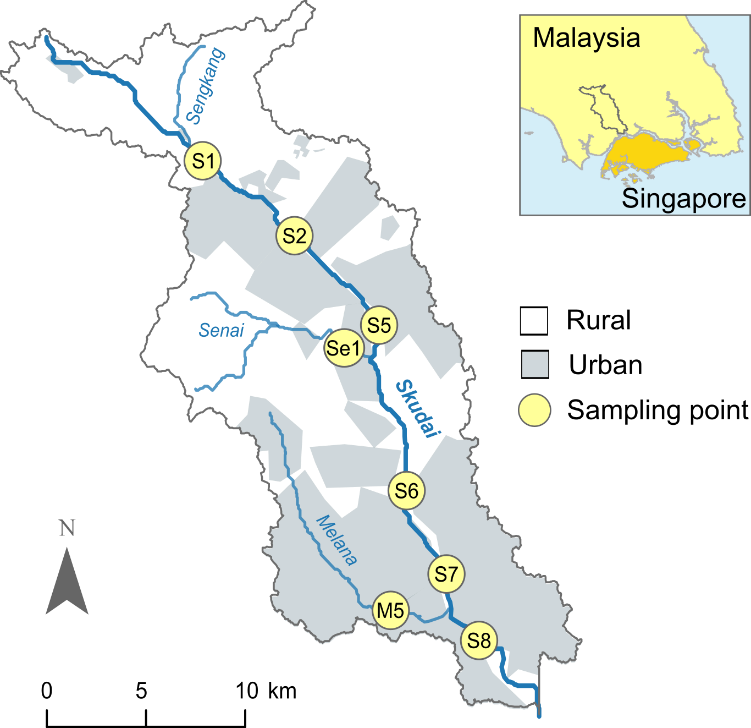 Malaysia
Singapore
Sengkang
S1
S2
S5
Senai
Se1
Skudai
S6
Melana
S7
M5
S8
Rural
Urban
Sampling point
N
0 5 10 km